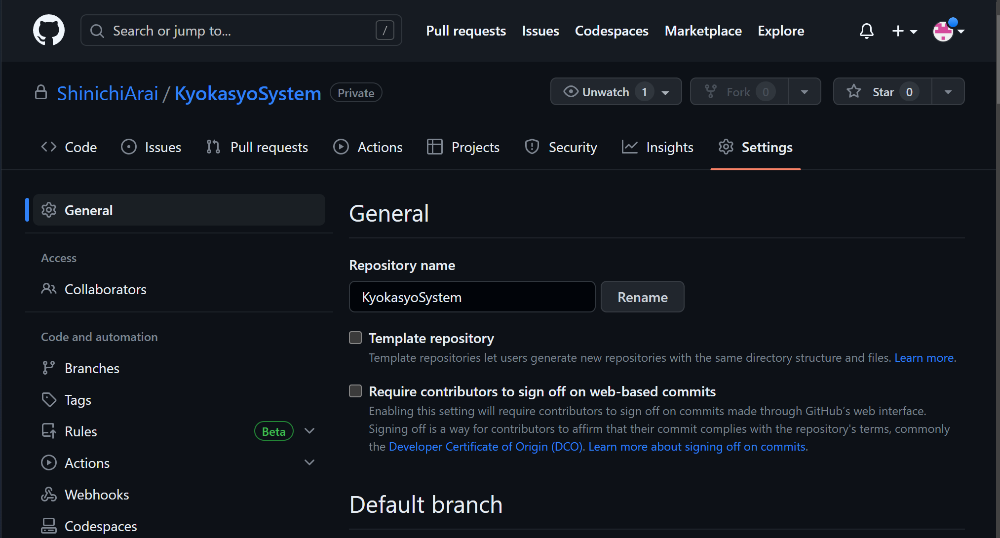 Search or jump to... /
Pull requests Issues Codespaces Marketplace Explore
ShinichiArai / KyokasyoSystem Private
Unwatch 1 Fork 0 Star 0
Code Issues Pull requests Actions Projects Security Insights Settings
General
Access
Collaborators
Code and automation
Branches
Tags
Rules Beta
Actions
Webhooks
Codespaces
General
Repository name
KyokasyoSystem Rename
Template repository
Template repositories let users generate new repositories with the same directory structure and files. Learn more.
Require contributors to sign off on web-based commits
Enabling this setting will require contributors to sign off on commits made through GitHub’s web interface.
Signing off is a way for contributors to affirm that their commit complies with the repository's terms, commonly
the Developer Certificate of Origin (DCO). Learn more about signing off on commits.
Default branch